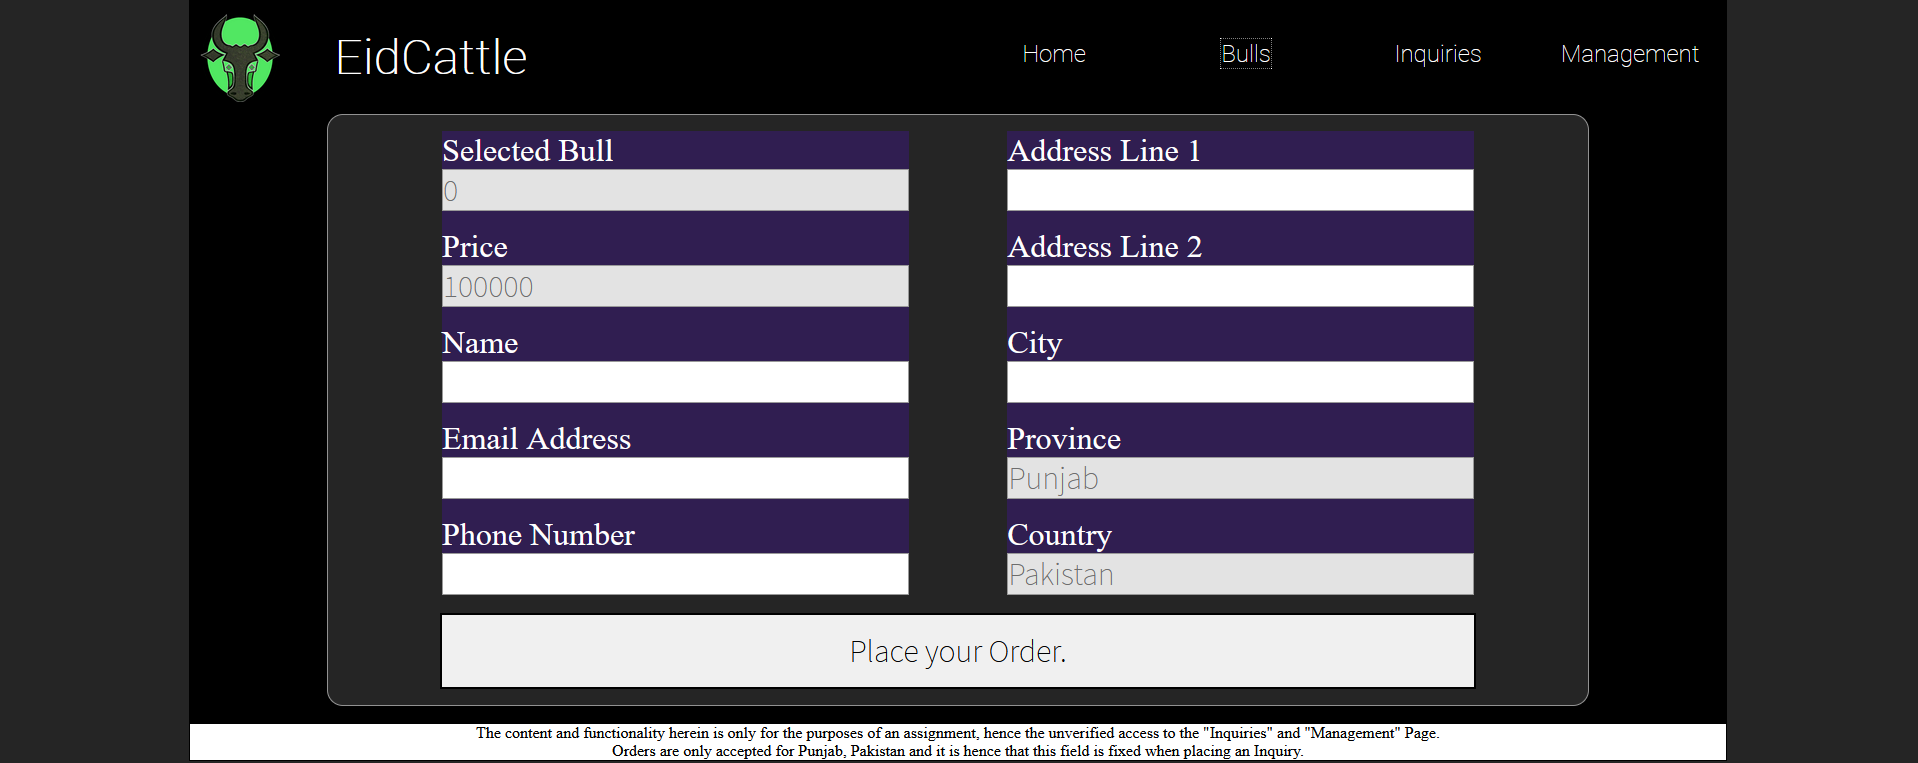 EidCattle
Home
Bulls
Inquiries
Management
Selected Bull
0
Price
100000
Name
Email Address
Phone Number
Address Line 1
Address Line 2
City
Province
Punjab
Country
Pakistan
Place your Order.
The content and functionality herein is only for the purposes of an assignment, hence the unverified access to the "Inquiries" and "Management" Page.
Orders are only accepted for Punjab, Pakistan and it is hence that this field is fixed when placing an Inquiry.